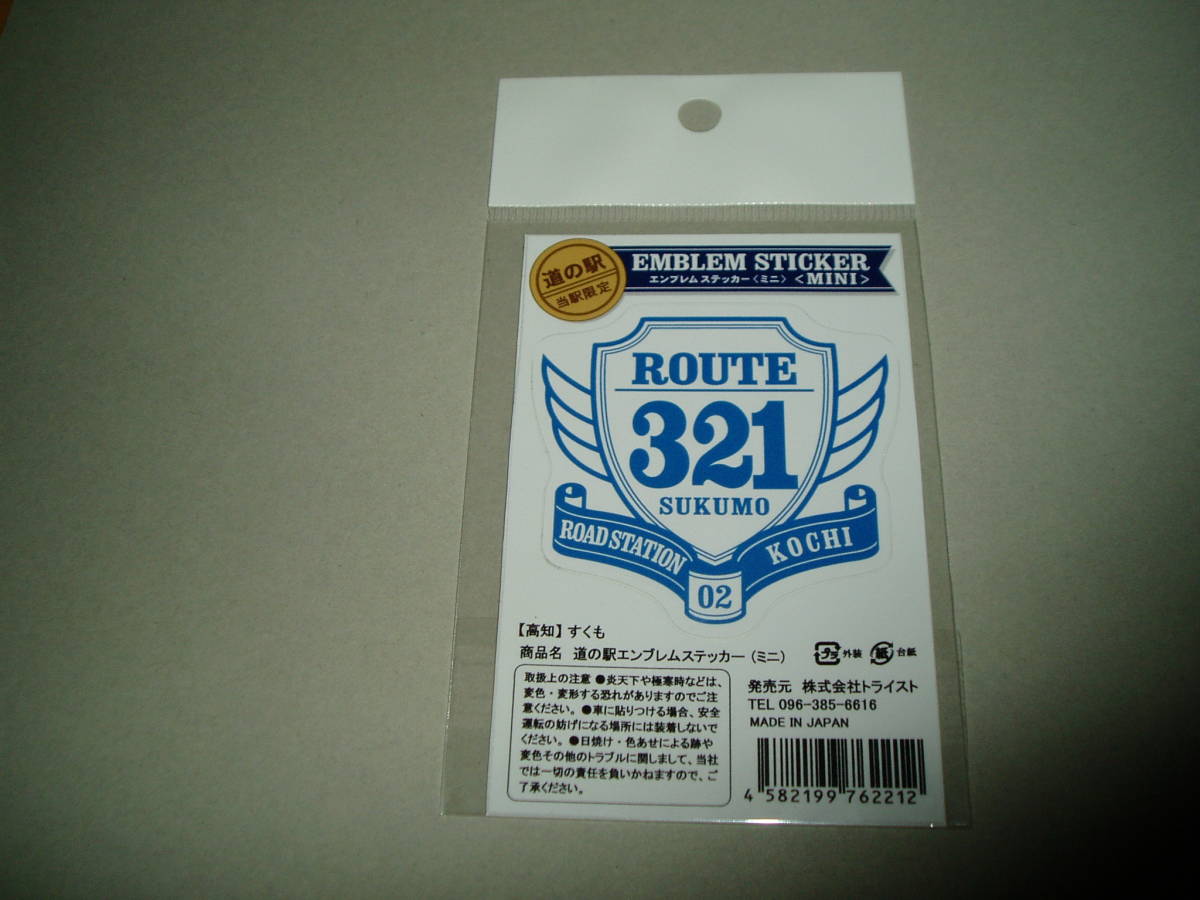 道の駅
当駅限定
EMBLEM STICKER
エンブレムステッカー〈ミニ〉 <MINI>
ROUTE
321
SUKUMO
ROAD STATION
KOCHI
02
【高知】すくも
商品名 道の駅エンブレムステッカー(ミニ)
プラ 外装 紙 台紙
取扱上の注意 ●炎天下や極寒時などは、
変色・変形する恐れがありますのでご注
意ください。●車に貼りつける場合、安全
運転の妨げになる場所には装着しないで
ください。●日焼け・色あせによる跡や
変色その他のトラブルに関しまして、当社
では一切の責任を負いかねますので、ご
了承ください。
発売元 株式会社トライスト
TEL 096-385-6616
MADE IN JAPAN
4 582199 762212